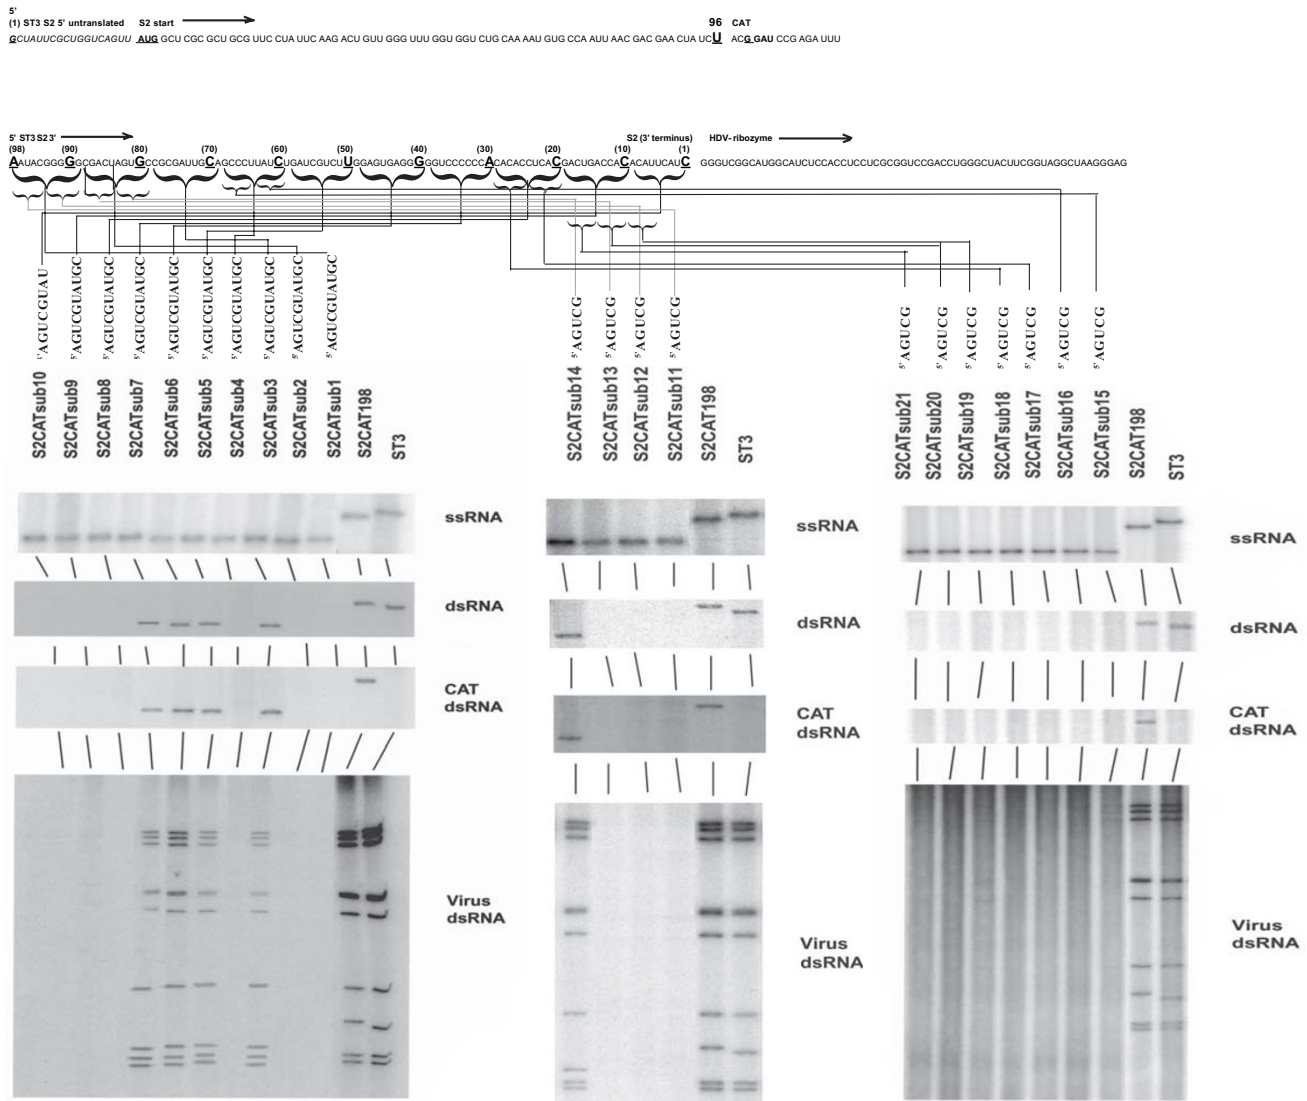 5'
(1) ST3 S2 5' untranslated S2 start
GCUAUUCGCUGGUCAGUU AUG GCU CGC GCU GCG UUC CUA UUC AAG ACU GUU GGG UUU GGU GGU CUG CAA AAU GUG CCA AUU AAC GAC GAA CUA UC U ACG GAU CCG AGA UUU
96 CAT
5' ST3 S2 3' S2 (3' terminus) HDV- ribozyme
(98) (90) (80) (70) (60) (50) (40) (30) (20) (10) (1)
AAUACGGGGGCGACUAGUGCCGCGAUUGCAGCCCUUAUCUGAUCGUCUUGGAGUGAGGGGGUCCCCCCACACACCUCACGACUGACCACACAUUCAUC GGGUCGGCAUGGCAUCUCCACCUCCUCGCGGUCCGACCUGGGCUACUUCGGUAGGCUAAGGGAG
5'AGUCGUAU
5'AGUCGUAUGC
5'AGUCGUAUGC
5'AGUCGUAUGC
5'AGUCGUAUGC
5'AGUCGUAUGC
5'AGUCGUAUGC
5'AGUCGUAUGC
5'AGUCGUAUGC
5'AGUCGUAUGC
5'AGUCG
5'AGUCG
5'AGUCG
5'AGUCG
5'AGUCG
5'AGUCG
5'AGUCG
5'AGUCG
5'AGUCG
5'AGUCG
5'AGUCG
S2CATsub10
S2CATsub9
S2CATsub8
S2CATsub7
S2CATsub6
S2CATsub5
S2CATsub4
S2CATsub3
S2CATsub2
S2CATsub1
S2CAT198
ST3
S2CATsub14
S2CATsub13
S2CATsub12
S2CATsub11
S2CAT198
ST3
S2CATsub21
S2CATsub20
S2CATsub19
S2CATsub18
S2CATsub17
S2CATsub16
S2CATsub15
S2CAT198
ST3
ssRNA
dsRNA
CAT
dsRNA
Virus
dsRNA
ssRNA
dsRNA
CAT
dsRNA
Virus
dsRNA
ssRNA
dsRNA
CAT
dsRNA
Virus
dsRNA